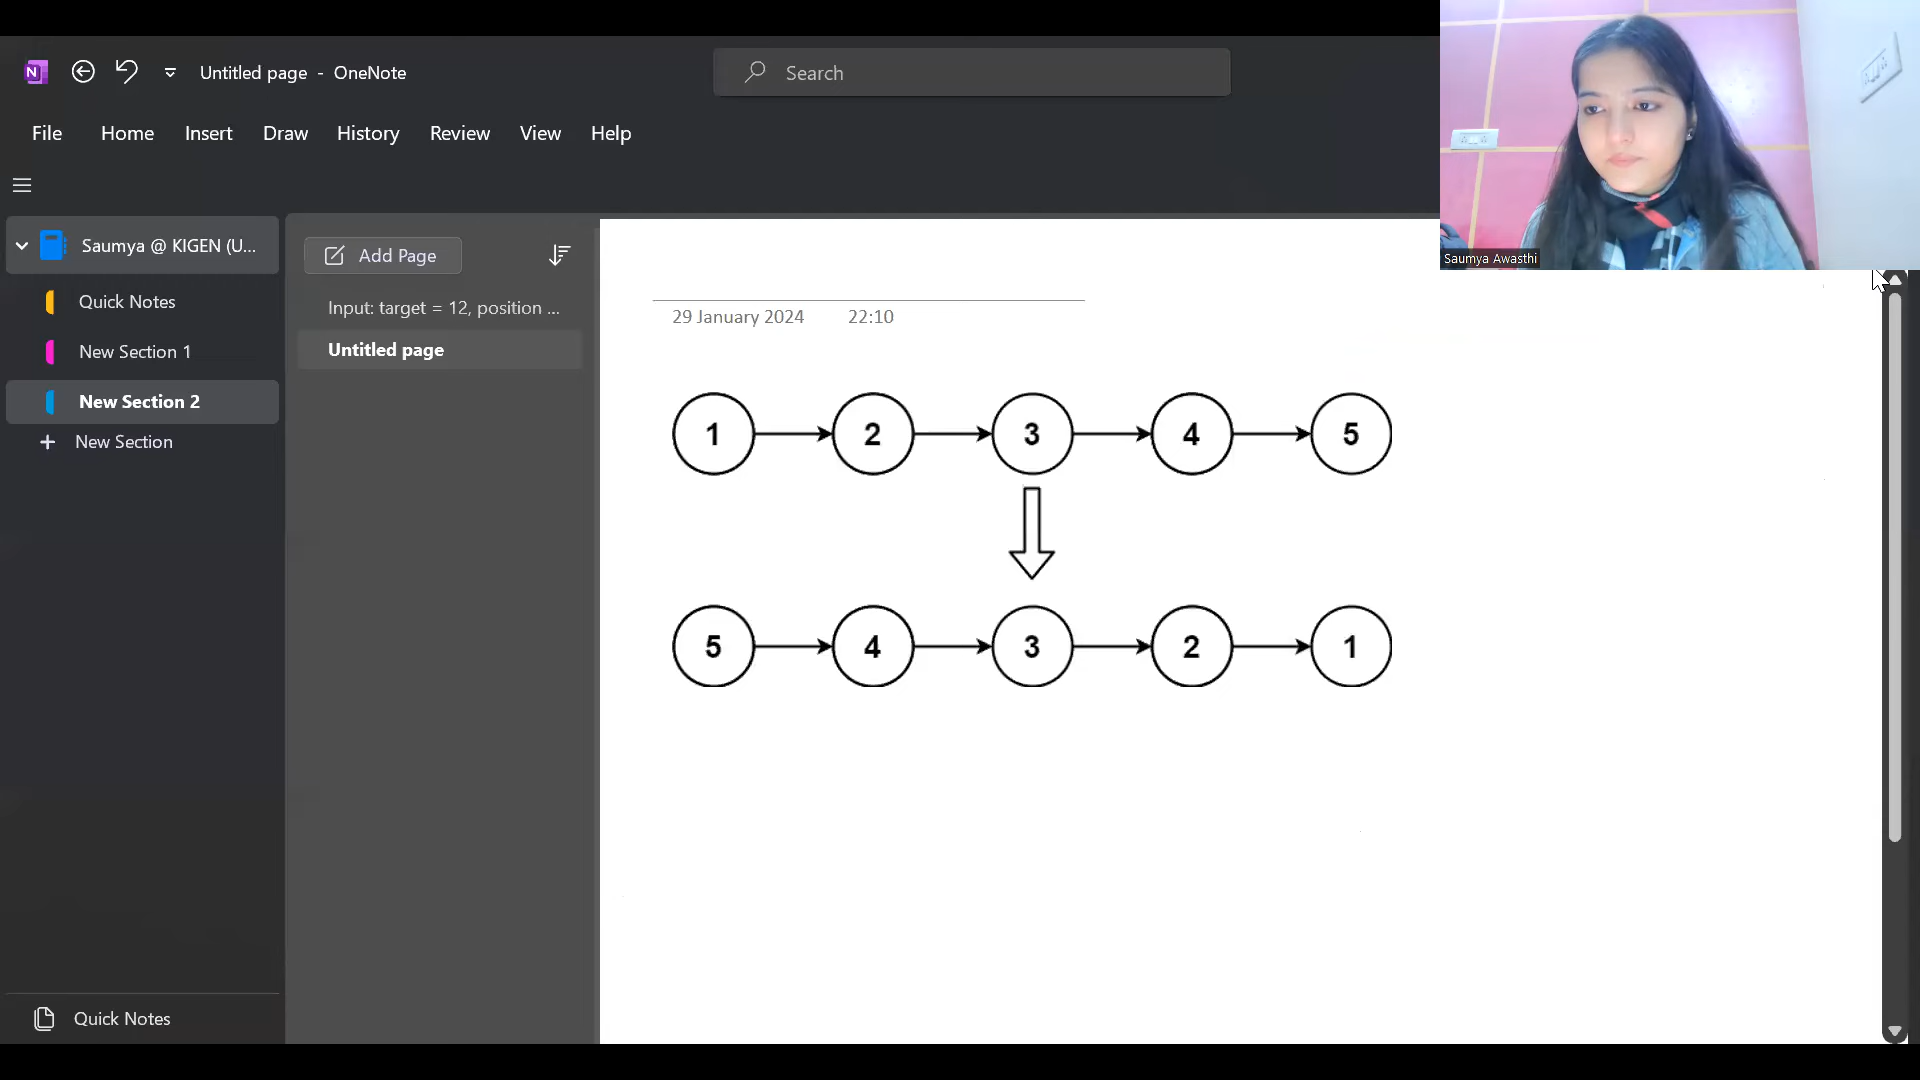 Untitled page - OneNote
Search
File Home Insert Draw History Review View Help
Saumya @ KIGEN (U...
Quick Notes
New Section 1
New Section 2
New Section
Add Page
Input: target = 12, position ...
Untitled page
29 January 2024 22:10
1 2 3 4 5
5 4 3 2 1
Saumya Awasthi
Quick Notes